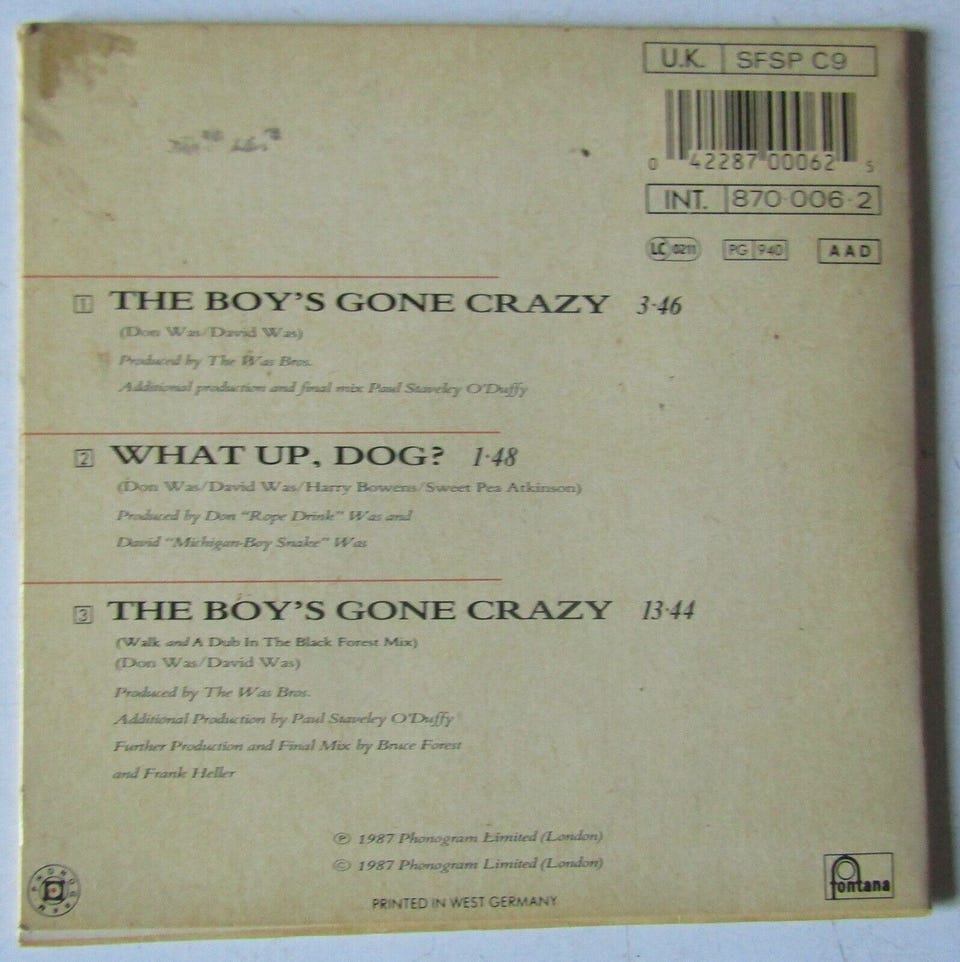 U.K. SFSP C9
0 42287 00062 5
INT. 870·006·2
LC 0211 PG 940 AAD
1 THE BOY'S GONE CRAZY 3·46
(Don Was/David Was)
Produced by The Was Bros.
Additional production and final mix Paul Staveley O'Duffy
2 WHAT UP, DOG? 1·48
(Don Was/David Was/Harry Bowens/Sweet Pea Atkinson)
Produced by Don "Rope Drink" Was and
David "Michigan-Boy Snake" Was
3 THE BOY'S GONE CRAZY 13·44
(Walk and A Dub In The Black Forest Mix)
(Don Was/David Was)
Produced by The Was Bros.
Additional Production by Paul Staveley O'Duffy
Further Production and Final Mix by Bruce Forest
and Frank Heller
℗ 1987 Phonogram Limited (London)
© 1987 Phonogram Limited (London)
PHONOGRAM
fontana
PRINTED IN WEST GERMANY